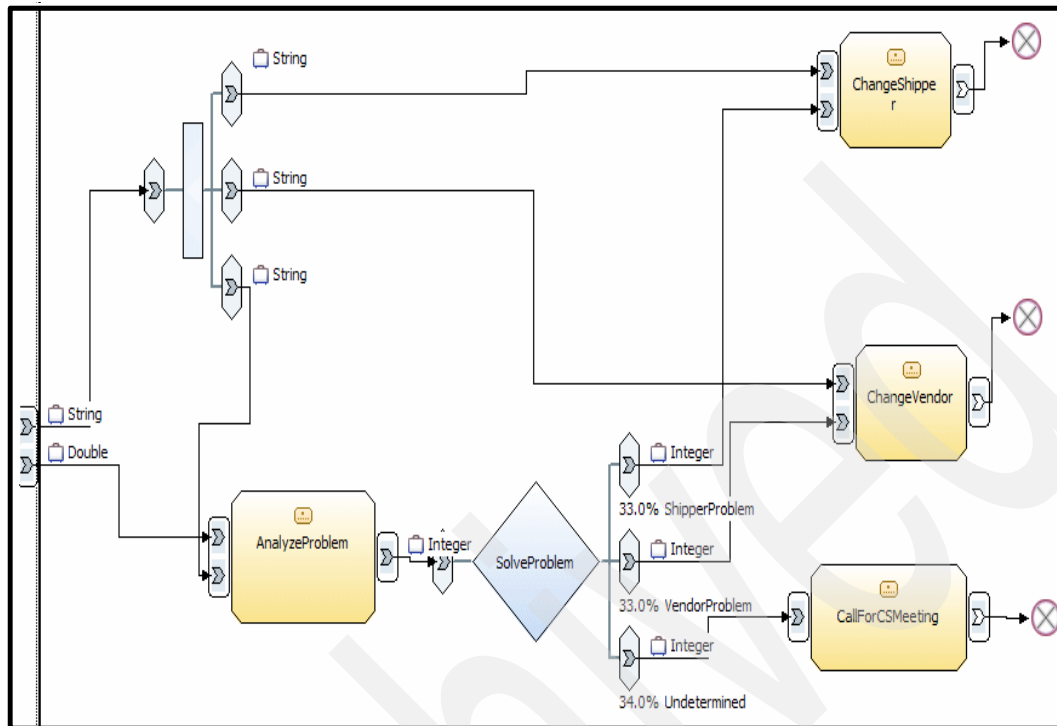 String
ChangeShippe
r
String
String
String
Double
ChangeVendor
Integer
33.0% ShipperProblem
AnalyzeProblem
Integer
SolveProblem
Integer
33.0% VendorProblem
CallForCSMeeting
Integer
34.0% Undetermined